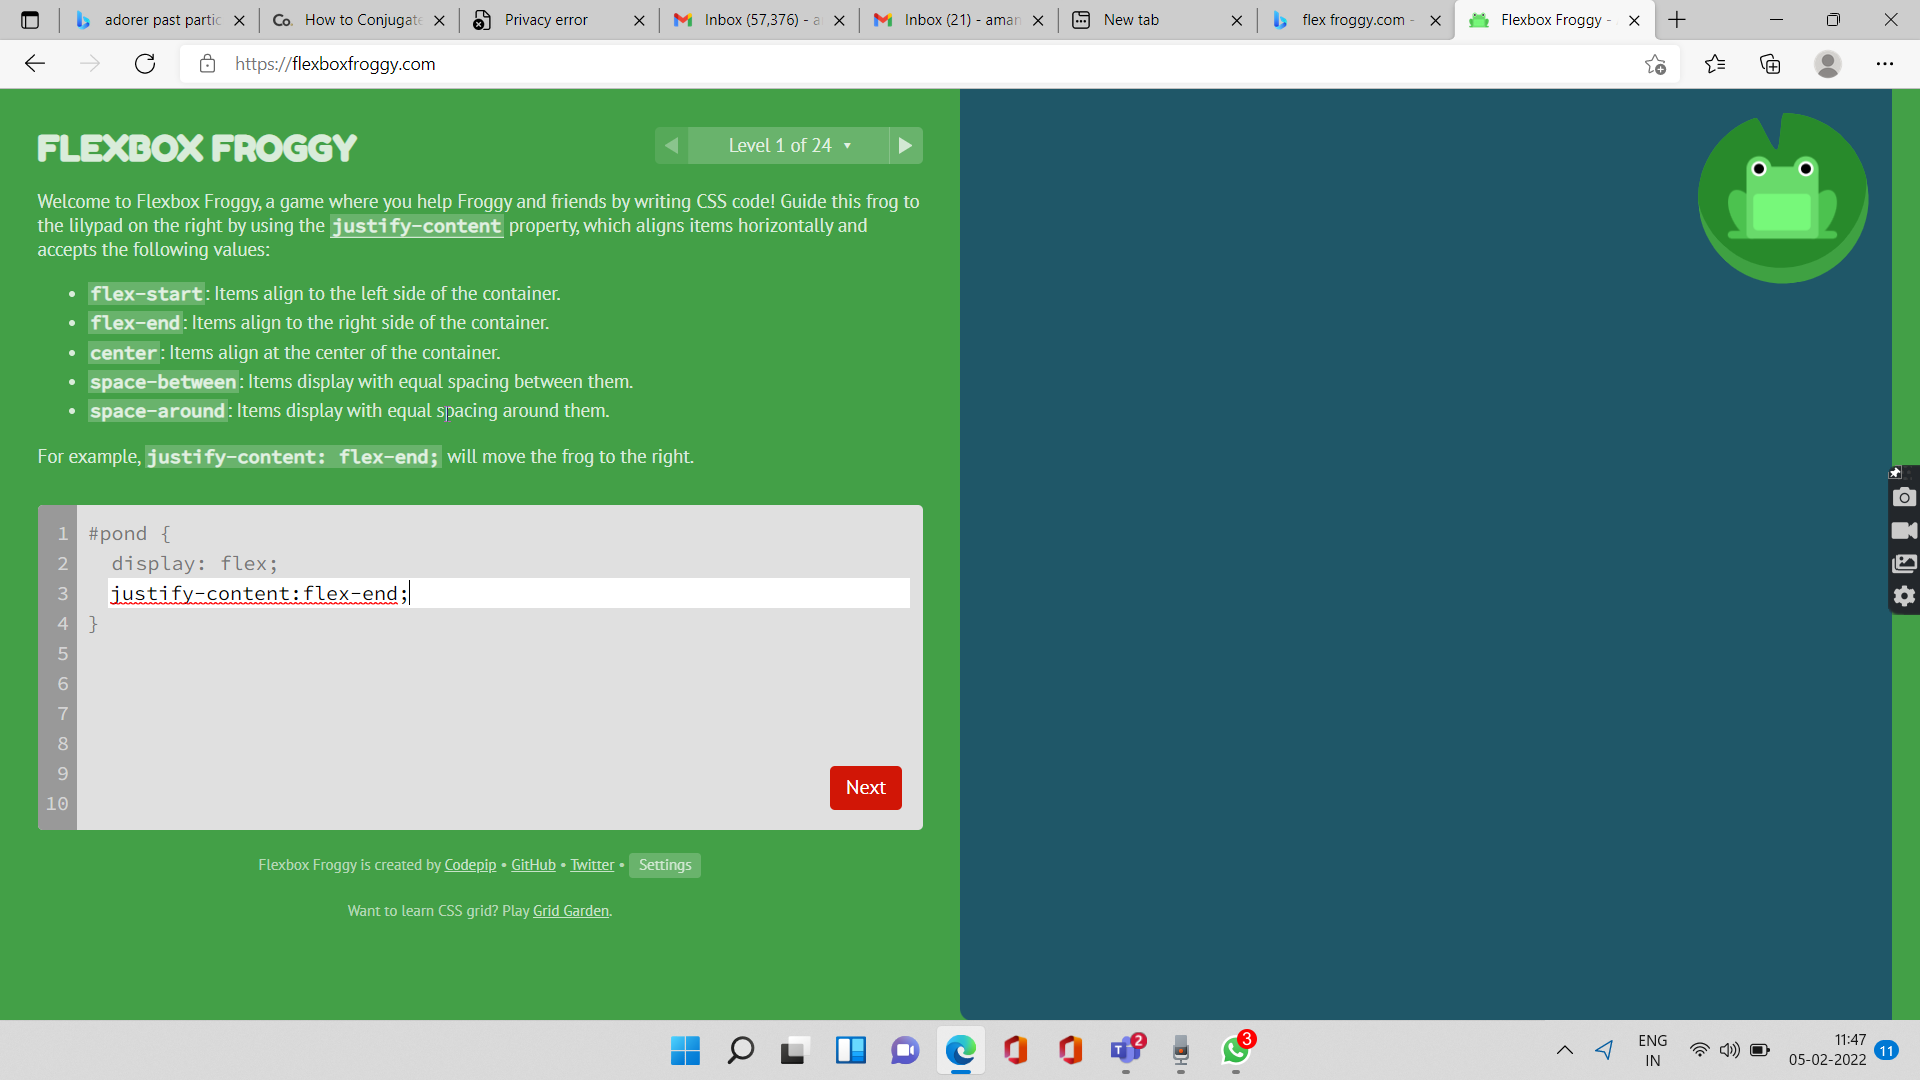 adorer past partic
Co. How to Conjugate
Privacy error
Inbox (57,376) - a
Inbox (21) - aman
New tab
flex froggy.com -
Flexbox Froggy -
https://flexboxfroggy.com
FLEXBOX FROGGY
Level 1 of 24
Welcome to Flexbox Froggy, a game where you help Froggy and friends by writing CSS code! Guide this frog to
the lilypad on the right by using the justify-content property, which aligns items horizontally and
accepts the following values:
• flex-start: Items align to the left side of the container.
• flex-end: Items align to the right side of the container.
• center: Items align at the center of the container.
• space-between: Items display with equal spacing between them.
• space-around: Items display with equal spacing around them.
For example, justify-content: flex-end; will move the frog to the right.
1 #pond {
2 display: flex;
3 justify-content:flex-end;
4 }
5
6
7
8
9
10
Next
Flexbox Froggy is created by Codepip • GitHub • Twitter • Settings
Want to learn CSS grid? Play Grid Garden.
2
3
ENG
IN
11:47
05-02-2022
11